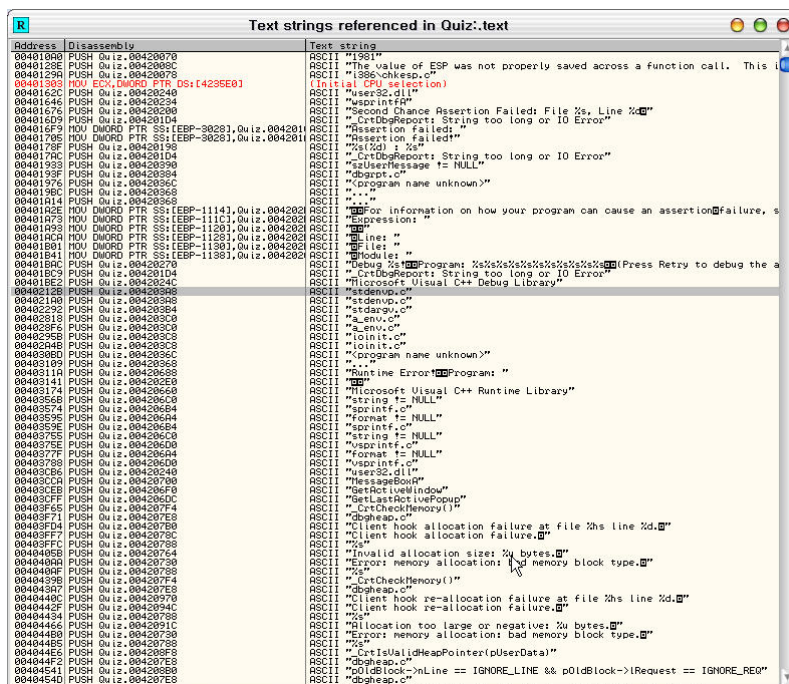 R Text strings referenced in Quiz:.text
Address Disassembly Text string
004010A0 PUSH Quiz.00420070 ASCII "1981"
0040128E PUSH Quiz.0042008C ASCII "The value of ESP was not properly saved across a function call. This i
0040129A PUSH Quiz.00420078 ASCII "i386\chkesp.c"
00401303 MOV ECX,DWORD PTR DS:[4235E0] (Initial CPU selection)
0040162C PUSH Quiz.00420240 ASCII "user32.dll"
00401646 PUSH Quiz.00420234 ASCII "wsprintfA"
00401676 PUSH Quiz.00420200 ASCII "Second Chance Assertion Failed: File %s, Line %d"
004016D9 PUSH Quiz.004201D4 ASCII "_CrtDbgReport: String too long or IO Error"
004016F9 MOV DWORD PTR SS:[EBP-3028],Quiz.004201 ASCII "Assertion failed: "
00401705 MOV DWORD PTR SS:[EBP-3028],Quiz.004201 ASCII "Assertion failed!"
0040178F PUSH Quiz.00420198 ASCII "%s(%d) : %s"
004017AC PUSH Quiz.004201D4 ASCII "_CrtDbgReport: String too long or IO Error"
00401933 PUSH Quiz.00420390 ASCII "szUserMessage != NULL"
0040193F PUSH Quiz.00420384 ASCII "dbgrpt.c"
00401976 PUSH Quiz.0042036C ASCII "<program name unknown>"
004019BC PUSH Quiz.00420368 ASCII "..."
00401A14 PUSH Quiz.00420368 ASCII "..."
00401A2E MOV DWORD PTR SS:[EBP-1114],Quiz.004202 ASCII "For information on how your program can cause an assertion failure, s
00401A73 MOV DWORD PTR SS:[EBP-111C],Quiz.004202 ASCII "Expression: "
00401A93 MOV DWORD PTR SS:[EBP-1120],Quiz.004202 ASCII ""
00401ACA MOV DWORD PTR SS:[EBP-1128],Quiz.004202 ASCII "Line: "
00401B01 MOV DWORD PTR SS:[EBP-1130],Quiz.004202 ASCII "File: "
00401B41 MOV DWORD PTR SS:[EBP-1138],Quiz.004202 ASCII "Module: "
00401BAC PUSH Quiz.00420270 ASCII "Debug %s!Program: %s%s%s%s%s%s%s%s%s%s%s%s(Press Retry to debug the a
00401BC9 PUSH Quiz.004201D4 ASCII "_CrtDbgReport: String too long or IO Error"
00401BE2 PUSH Quiz.0042024C ASCII "Microsoft Visual C++ Debug Library"
0040212B PUSH Quiz.004203A8 ASCII "stdenvp.c"
004021A0 PUSH Quiz.004203A8 ASCII "stdenvp.c"
00402292 PUSH Quiz.004203B4 ASCII "stdargv.c"
00402818 PUSH Quiz.004203C0 ASCII "a_env.c"
004028F6 PUSH Quiz.004203C0 ASCII "a_env.c"
0040295B PUSH Quiz.004203C8 ASCII "ioinit.c"
00402A4B PUSH Quiz.004203C8 ASCII "ioinit.c"
004030BD PUSH Quiz.0042036C ASCII "<program name unknown>"
00403109 PUSH Quiz.00420368 ASCII "..."
0040311A PUSH Quiz.00420688 ASCII "Runtime Error!Program: "
00403141 PUSH Quiz.004202E0 ASCII ""
00403174 PUSH Quiz.00420660 ASCII "Microsoft Visual C++ Runtime Library"
0040356B PUSH Quiz.004206C0 ASCII "string != NULL"
00403574 PUSH Quiz.004206B4 ASCII "sprintf.c"
00403595 PUSH Quiz.004206A4 ASCII "format != NULL"
0040359E PUSH Quiz.004206B4 ASCII "sprintf.c"
00403755 PUSH Quiz.004206C0 ASCII "string != NULL"
0040375E PUSH Quiz.004206D0 ASCII "vsprintf.c"
0040377F PUSH Quiz.004206A4 ASCII "format != NULL"
00403788 PUSH Quiz.004206D0 ASCII "vsprintf.c"
00403CB6 PUSH Quiz.00420240 ASCII "user32.dll"
00403CCA PUSH Quiz.00420700 ASCII "MessageBoxA"
00403CEB PUSH Quiz.004206F0 ASCII "GetActiveWindow"
00403CFF PUSH Quiz.004206DC ASCII "GetLastActivePopup"
00403F65 PUSH Quiz.004207F4 ASCII "_CrtCheckMemory()"
00403F71 PUSH Quiz.004207E8 ASCII "dbgheap.c"
00403FD4 PUSH Quiz.004207B0 ASCII "Client hook allocation failure at file %hs line %d."
00403FF7 PUSH Quiz.0042078C ASCII "Client hook allocation failure."
00403FFC PUSH Quiz.00420788 ASCII "%s"
0040405B PUSH Quiz.00420764 ASCII "Invalid allocation size: %u bytes."
004040AA PUSH Quiz.00420730 ASCII "Error: memory allocation: bad memory block type."
004040AF PUSH Quiz.00420788 ASCII "%s"
0040439B PUSH Quiz.004207F4 ASCII "_CrtCheckMemory()"
004043A7 PUSH Quiz.004207E8 ASCII "dbgheap.c"
0040440C PUSH Quiz.00420970 ASCII "Client hook re-allocation failure at file %hs line %d."
0040442F PUSH Quiz.0042094C ASCII "Client hook re-allocation failure."
00404434 PUSH Quiz.00420788 ASCII "%s"
00404466 PUSH Quiz.0042091C ASCII "Allocation too large or negative: %u bytes."
004044B0 PUSH Quiz.00420730 ASCII "Error: memory allocation: bad memory block type."
004044B5 PUSH Quiz.00420788 ASCII "%s"
004044E6 PUSH Quiz.004208F8 ASCII "_CrtIsValidHeapPointer(pUserData)"
004044F2 PUSH Quiz.004207E8 ASCII "dbgheap.c"
00404541 PUSH Quiz.004208B0 ASCII "pOldBlock->nLine == IGNORE_LINE && pOldBlock->lRequest == IGNORE_REQ"
0040454D PUSH Quiz.004207E8 ASCII "dbgheap.c"